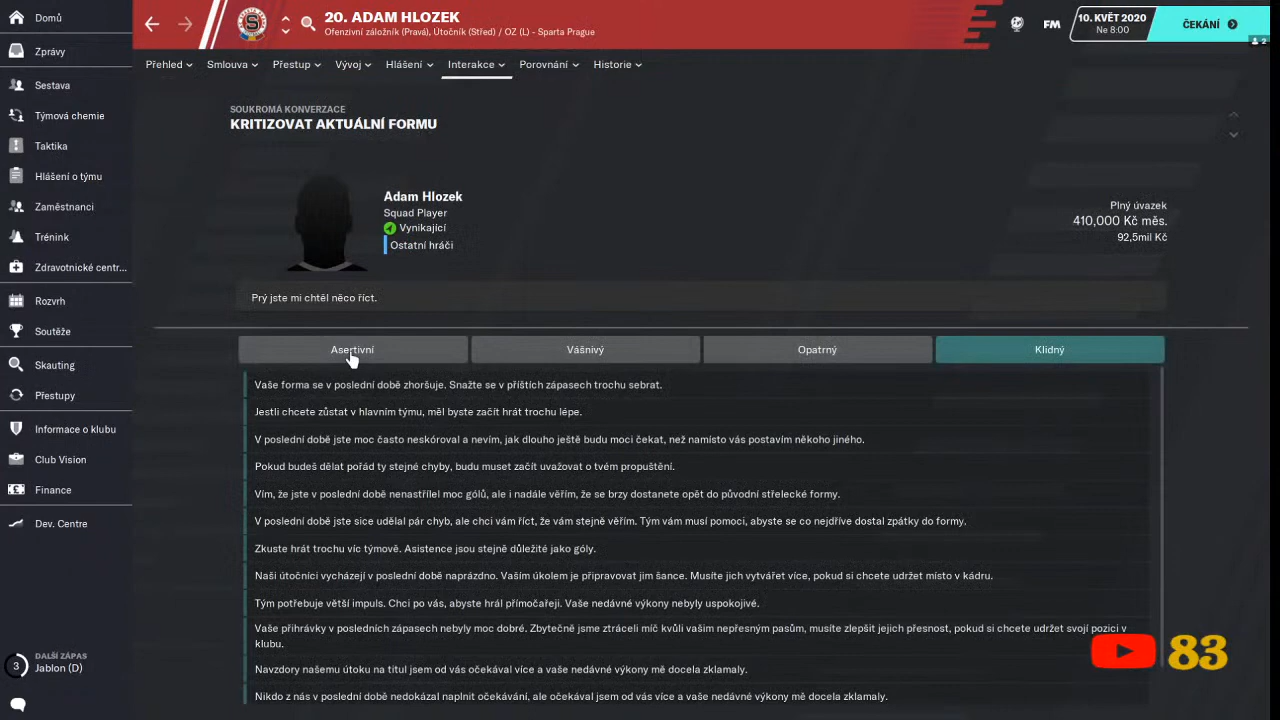 Domů
20. ADAM HLOZEK
Ofenzivní záložník (Pravá), Útočník (Střed) / OZ (L) - Sparta Prague
FM
10. KVĚT 2020
Ne 8:00
ČEKÁNÍ
2
Zprávy
Přehled
Smlouva
Přestup
Vývoj
Hlášení
Interakce
Porovnání
Historie
Sestava
Týmová chemie
Taktika
Hlášení o týmu
Zaměstnanci
Trénink
Zdravotnické centr...
Rozvrh
Soutěže
Skauting
Přestupy
Informace o klubu
Club Vision
Finance
Dev. Centre
3
DALŠÍ ZÁPAS
Jablon (D)
SOUKROMÁ KONVERZACE
KRITIZOVAT AKTUÁLNÍ FORMU
Adam Hlozek
Squad Player
Vynikající
Ostatní hráči
Plný úvazek
410,000 Kč měs.
92,5mil Kč
Prý jste mi chtěl něco říct.
Asertivní
Vášnivý
Opatrný
Klidný
Vaše forma se v poslední době zhoršuje. Snažte se v příštích zápasech trochu sebrat.
Jestli chcete zůstat v hlavním týmu, měl byste začít hrát trochu lépe.
V poslední době jste moc často neskóroval a nevím, jak dlouho ještě budu moci čekat, než namísto vás postavím někoho jiného.
Pokud budeš dělat pořád ty stejné chyby, budu muset začít uvažovat o tvém propuštění.
Vím, že jste v poslední době nenastřílel moc gólů, ale i nadále věřím, že se brzy dostanete opět do původní střelecké formy.
V poslední době jste sice udělal pár chyb, ale chci vám říct, že vám stejně věřím. Tým vám musí pomoci, abyste se co nejdříve dostal zpátky do formy.
Zkuste hrát trochu víc týmově. Asistence jsou stejně důležité jako góly.
Naši útočníci vycházejí v poslední době naprázdno. Vaším úkolem je připravovat jim šance. Musíte jich vytvářet více, pokud si chcete udržet místo v kádru.
Tým potřebuje větší impuls. Chci po vás, abyste hrál přímočařeji. Vaše nedávné výkony nebyly uspokojivé.
Vaše přihrávky v posledních zápasech nebyly moc dobré. Zbytečně jsme ztráceli míč kvůli vašim nepřesným pasům, musíte zlepšit jejich přesnost, pokud si chcete udržet svojí pozici v
klubu.
Navzdory našemu útoku na titul jsem od vás očekával více a vaše nedávné výkony mě docela zklamaly.
Nikdo z nás v poslední době nedokázal naplnit očekávání, ale očekával jsem od vás více a vaše nedávné výkony mě docela zklamaly.
83